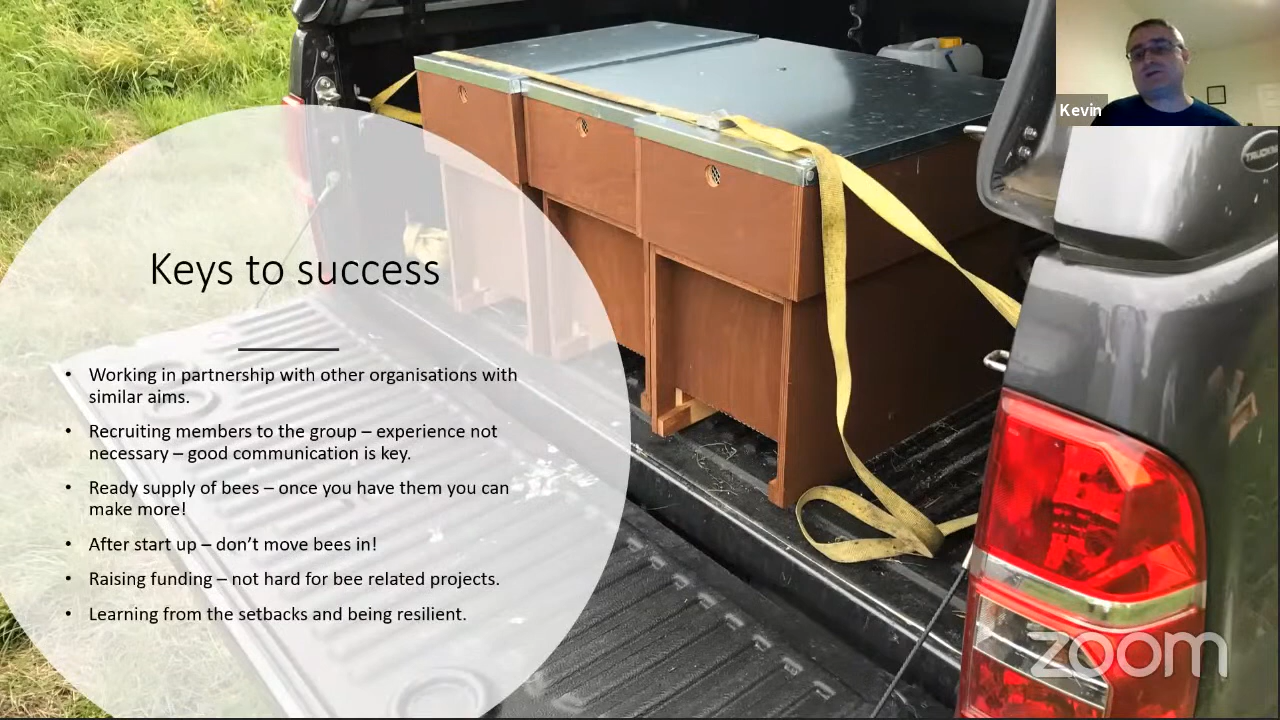 Kevin
Keys to success
• Working in partnership with other organisations with
similar aims.
• Recruiting members to the group – experience not
necessary – good communication is key.
• Ready supply of bees – once you have them you can
make more!
• After start up – don’t move bees in!
• Raising funding – not hard for bee related projects.
• Learning from the setbacks and being resilient.
zoom